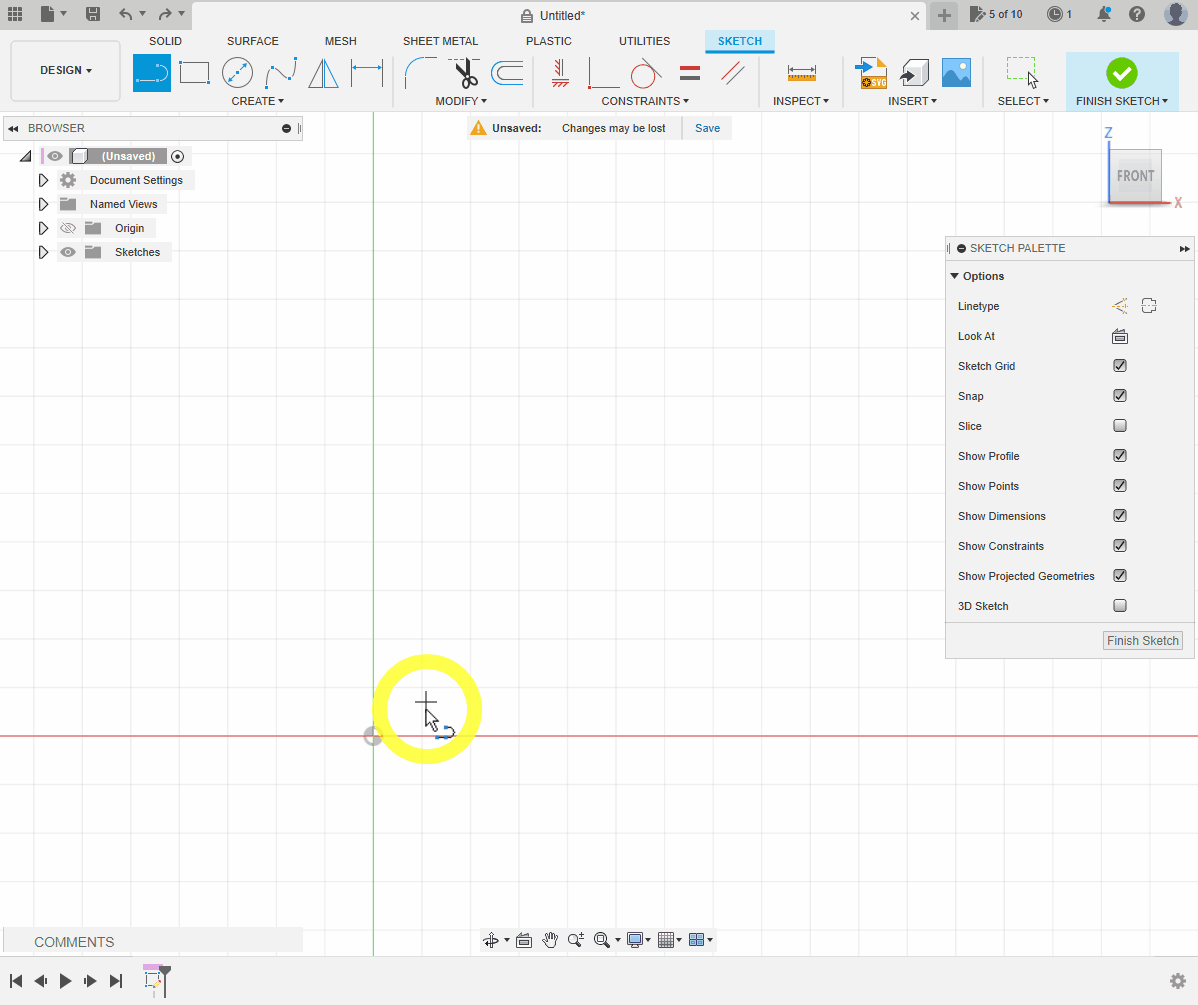 Untitled*
5 of 10
1
SOLID
SURFACE
MESH
SHEET METAL
PLASTIC
UTILITIES
SKETCH
DESIGN
CREATE
MODIFY
CONSTRAINTS
INSPECT
SVG
INSERT
SELECT
FINISH SKETCH
BROWSER
Unsaved:
Changes may be lost
Save
(Unsaved)
Document Settings
Named Views
Origin
Sketches
Z
FRONT
X
SKETCH PALETTE
Options
Linetype
Look At
Sketch Grid
Snap
Slice
Show Profile
Show Points
Show Dimensions
Show Constraints
Show Projected Geometries
3D Sketch
Finish Sketch
COMMENTS